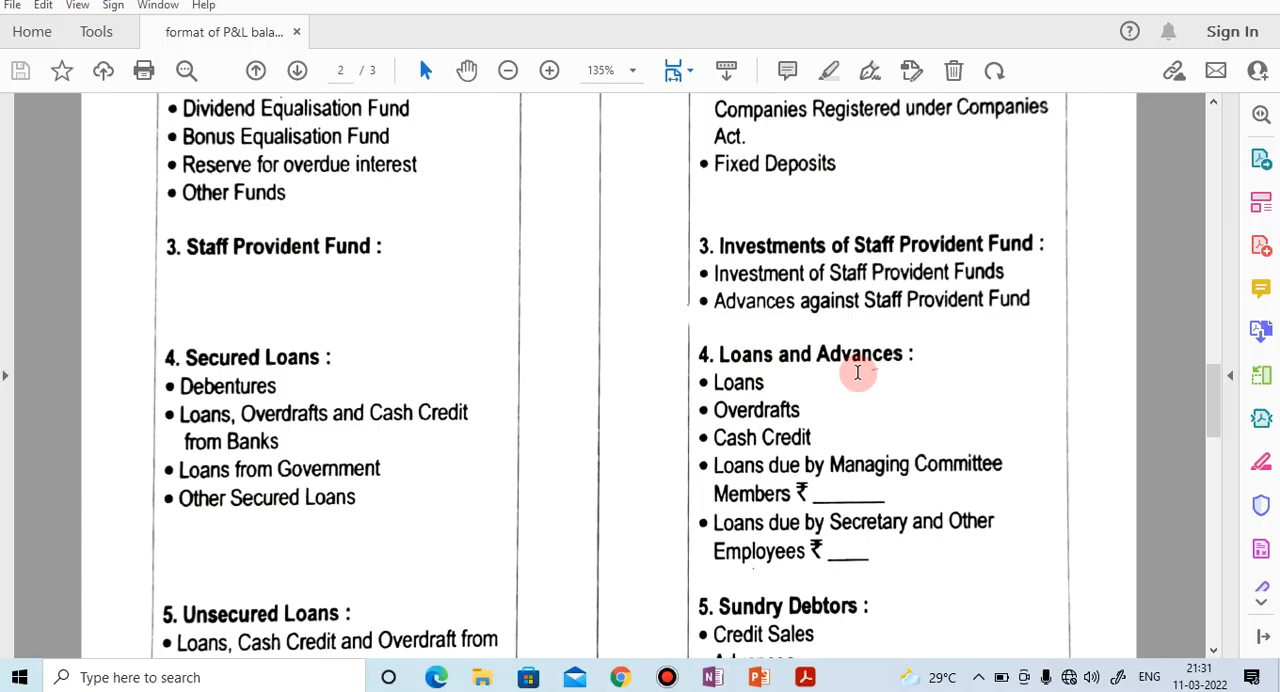 File Edit View Sign Window Help
Home Tools format of P&L bala... × Sign In
2 / 3 135%
• Dividend Equalisation Fund
• Bonus Equalisation Fund
• Reserve for overdue interest
• Other Funds
3. Staff Provident Fund :
4. Secured Loans :
• Debentures
• Loans, Overdrafts and Cash Credit
from Banks
• Loans from Government
• Other Secured Loans
5. Unsecured Loans :
• Loans, Cash Credit and Overdraft from
Companies Registered under Companies
Act.
• Fixed Deposits
3. Investments of Staff Provident Fund :
• Investment of Staff Provident Funds
• Advances against Staff Provident Fund
4. Loans and Advances :
• Loans
• Overdrafts
• Cash Credit
• Loans due by Managing Committee
Members ₹ _______
• Loans due by Secretary and Other
Employees ₹ ____
5. Sundry Debtors :
• Credit Sales
Type here to search
29°C ENG
21:31
11-03-2022